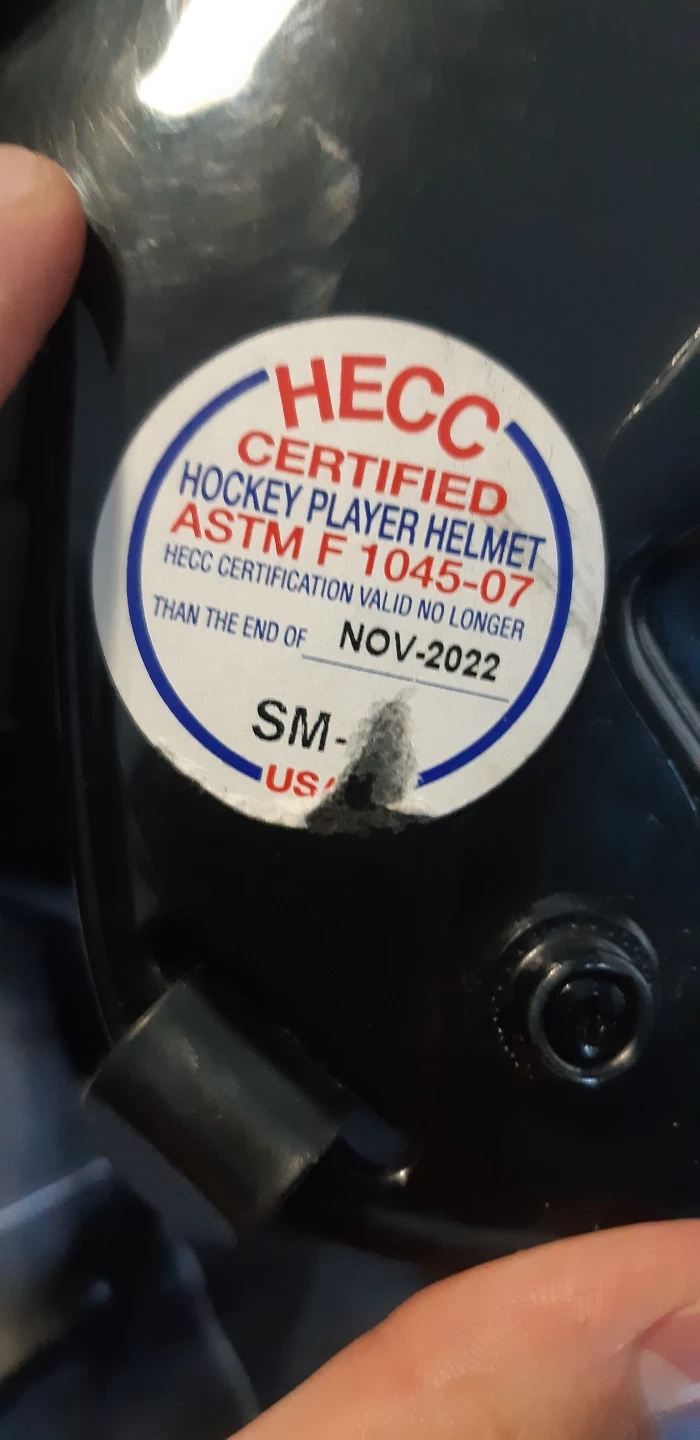 HECC
CERTIFIED
HOCKEY PLAYER HELMET
ASTM F 1045-07
HECC CERTIFICATION VALID NO LONGER
THAN THE END OF NOV-2022
SM-